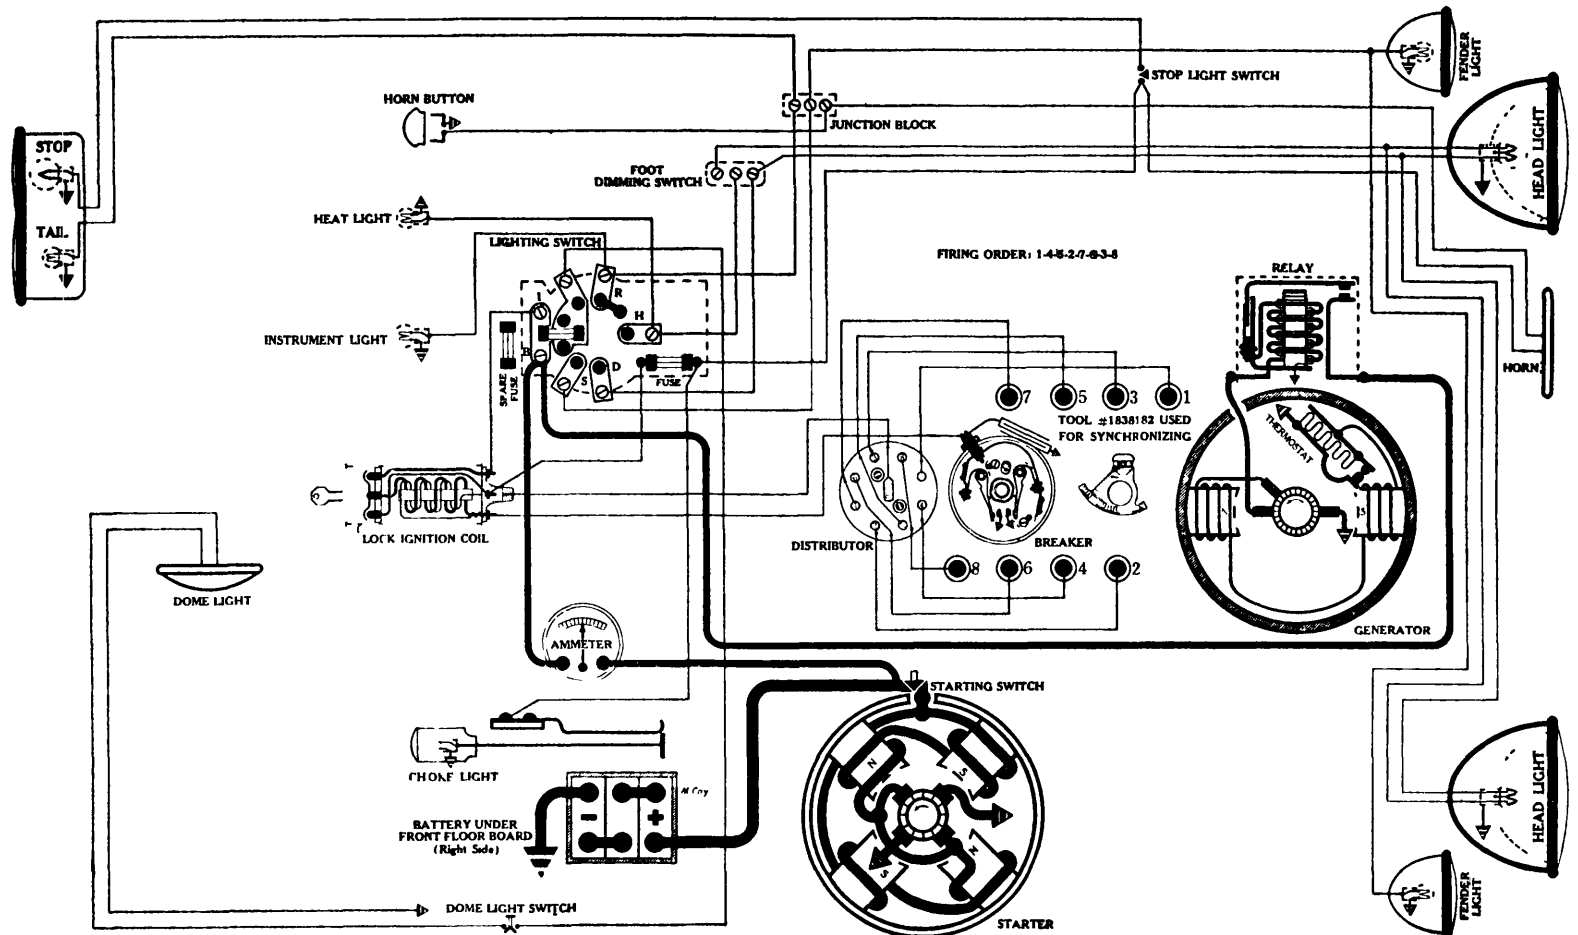 FENDER
LIGHT
STOP LIGHT SWITCH
HORN BUTTON
JUNCTION BLOCK
HEAD LIGHT
STOP
FOOT
DIMMING SWITCH
TAIL
HEAT LIGHT
LIGHTING SWITCH
FIRING ORDER: 1-4-5-2-7-6-3-8
RELAY
R
H
INSTRUMENT LIGHT
B
D
S
FUSE
SPARE
FUSE
HORN
7 5 3 1
TOOL #1838182 USED
FOR SYNCHRONIZING
THERMOSTAT
S
LOCK IGNITION COIL
DISTRIBUTOR
BREAKER
8 6 4 2
DOME LIGHT
GENERATOR
AMMETER
STARTING SWITCH
N
S
CHOKE LIGHT
- +
BATTERY UNDER
FRONT FLOOR BOARD
(Right Side)
HEAD LIGHT
N
S
FENDER
LIGHT
DOME LIGHT SWITCH
STARTER